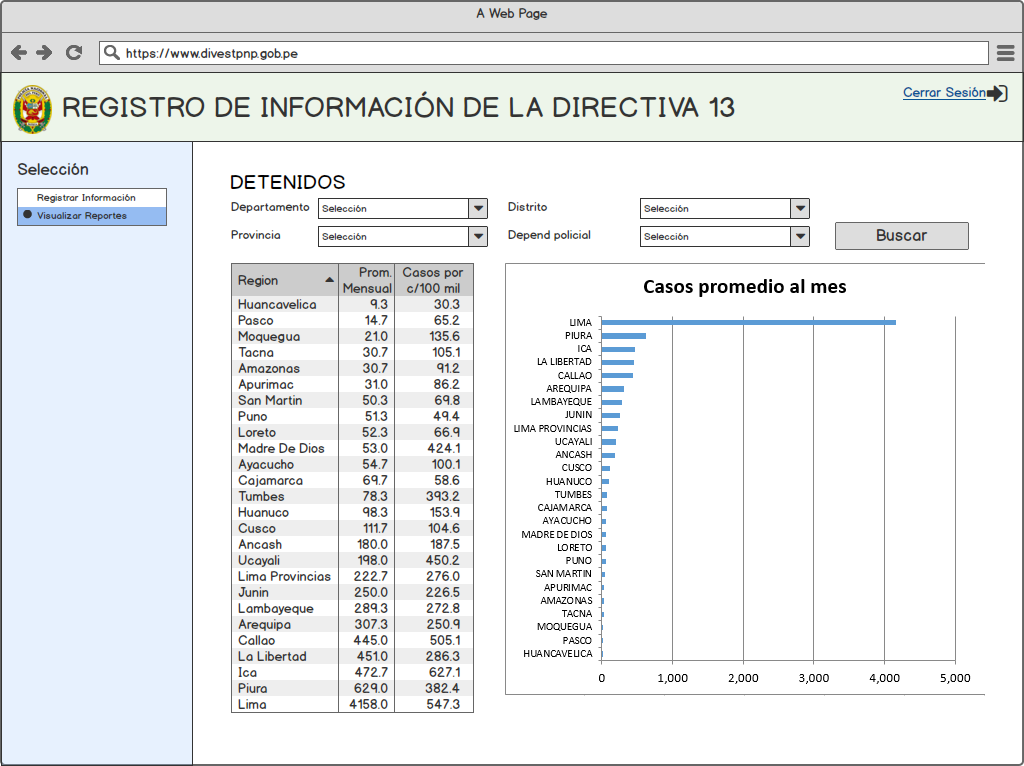 A Web Page
https://www.divestpnp.gob.pe
REGISTRO DE INFORMACIÓN DE LA DIRECTIVA 13
Cerrar Sesión
Selección
Registrar Información
Visualizar Reportes
DETENIDOS
Departamento Selección Distrito Selección
Provincia Selección Depend policial Selección Buscar
Region Prom. Mensual Casos por c/100 mil
Huancavelica 9.3 30.3
Pasco 14.7 65.2
Moquegua 21.0 135.6
Tacna 30.7 105.1
Amazonas 30.7 91.2
Apurimac 31.0 86.2
San Martin 50.3 69.8
Puno 51.3 49.4
Loreto 52.3 66.9
Madre De Dios 53.0 424.1
Ayacucho 54.7 100.1
Cajamarca 69.7 58.6
Tumbes 78.3 393.2
Huanuco 98.3 153.9
Cusco 111.7 104.6
Ancash 180.0 187.5
Ucayali 198.0 450.2
Lima Provincias 222.7 276.0
Junin 250.0 226.5
Lambayeque 289.3 272.8
Arequipa 307.3 250.9
Callao 445.0 505.1
La Libertad 451.0 286.3
Ica 472.7 627.1
Piura 629.0 382.4
Lima 4158.0 547.3
Casos promedio al mes
LIMA
PIURA
ICA
LA LIBERTAD
CALLAO
AREQUIPA
LAMBAYEQUE
JUNIN
LIMA PROVINCIAS
UCAYALI
ANCASH
CUSCO
HUANUCO
TUMBES
CAJAMARCA
AYACUCHO
MADRE DE DIOS
LORETO
PUNO
SAN MARTIN
APURIMAC
AMAZONAS
TACNA
MOQUEGUA
PASCO
HUANCAVELICA
0 1,000 2,000 3,000 4,000 5,000